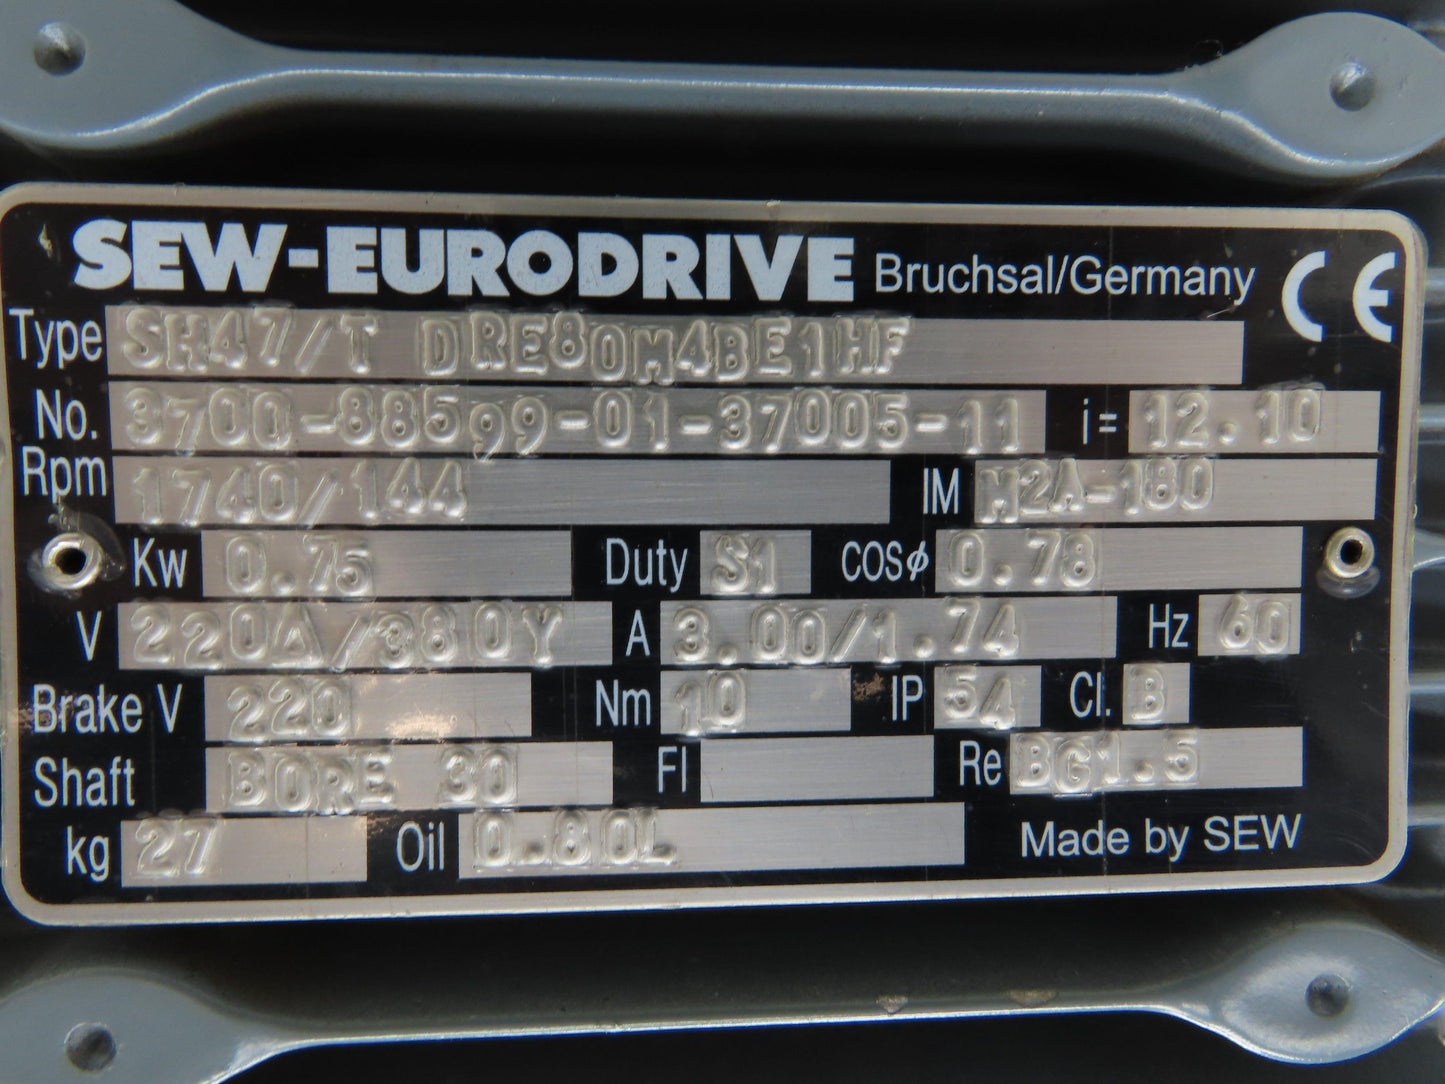 SEW-EURODRIVE Bruchsal/Germany CE
Type SH47/T DRE80M4BE1HF
No. 3700-88599-01-37005-11 i= 12.10
Rpm 1740/144 IM M2A-180
Kw 0.75 Duty S1 COSϕ 0.78
V 220Δ/380Y A 3.00/1.74 Hz 60
Brake V 220 Nm 10 IP 54 Cl. B
Shaft BORE 30 Fl Re BG1.5
kg 27 Oil 0.80L Made by SEW